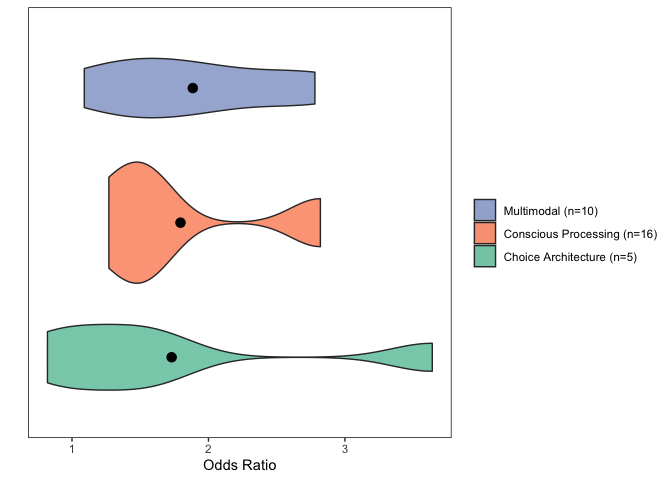 Multimodal (n=10)
Conscious Processing (n=16)
Choice Architecture (n=5)
1 2 3
Odds Ratio